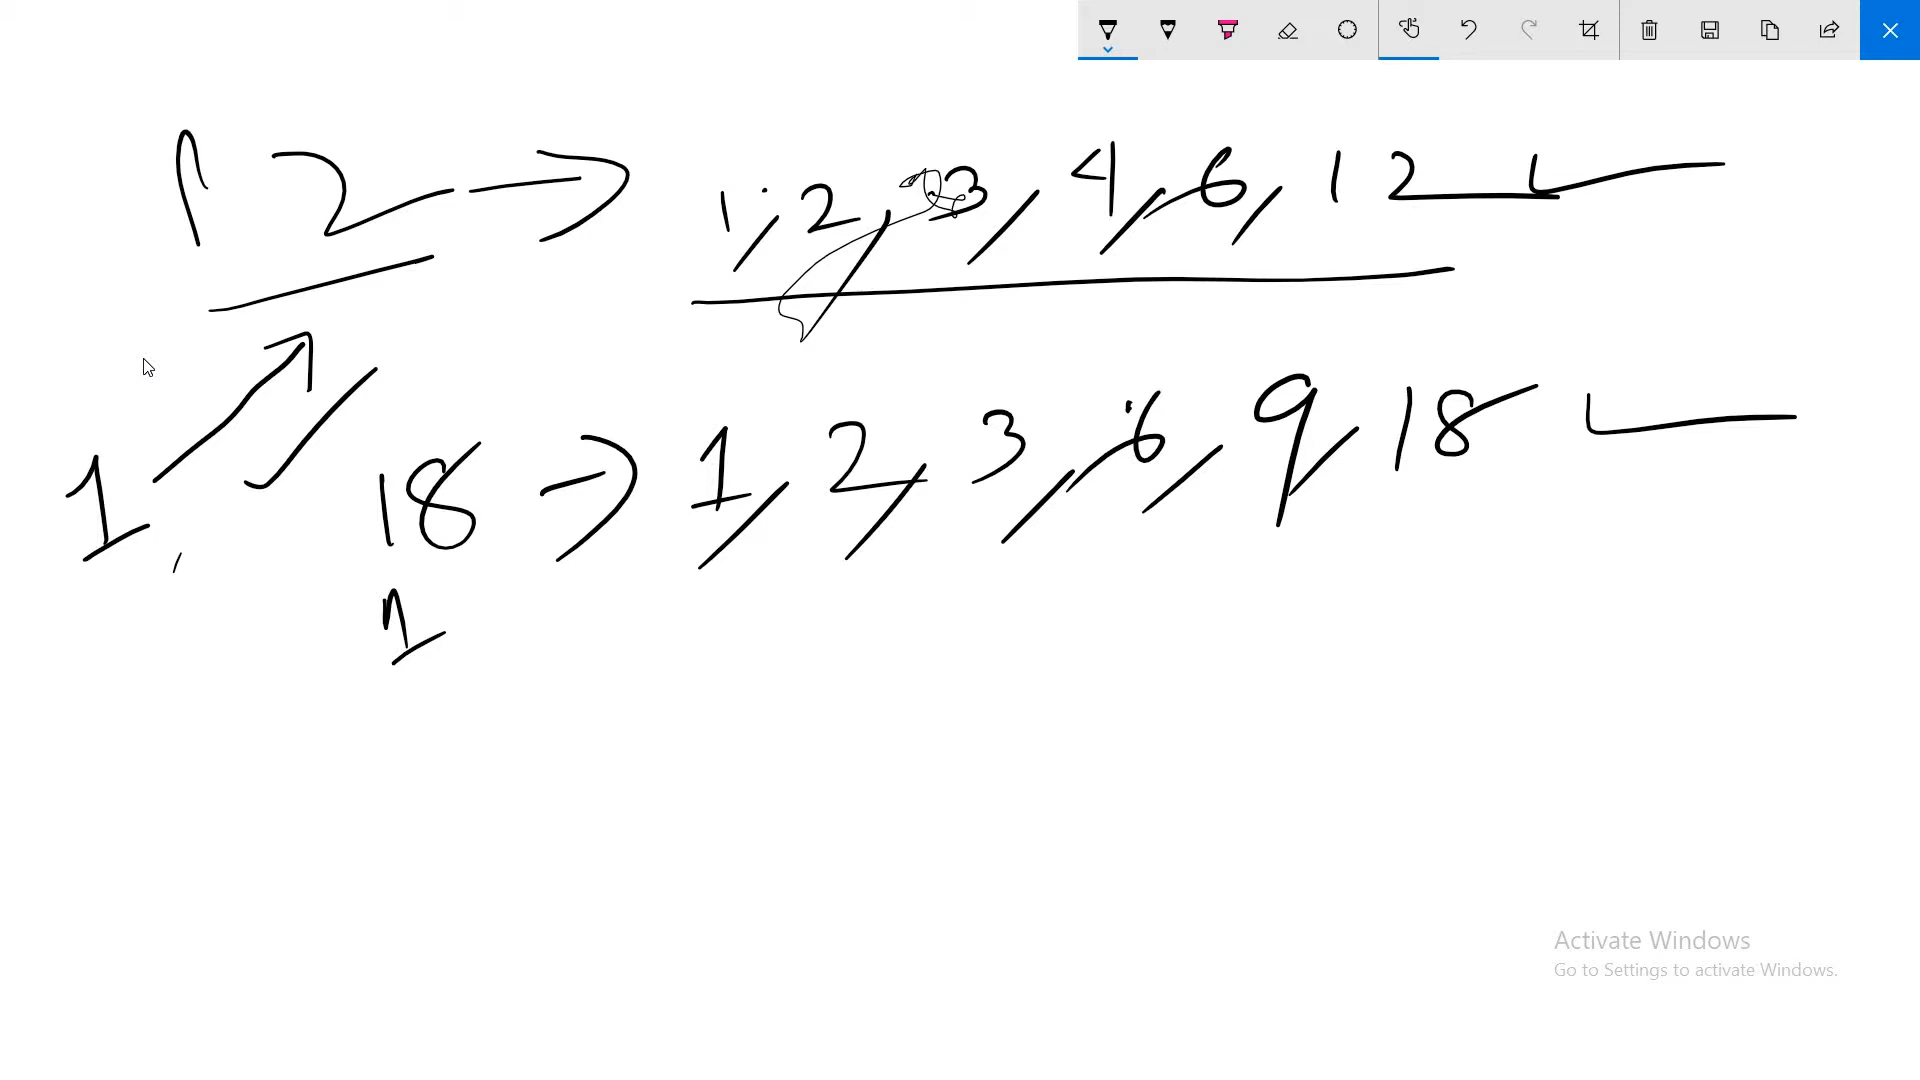 12 → 1, 2, 3, 4, 6, 12
18 → 1, 2, 3, 6, 9, 18
1,
1
Activate Windows
Go to Settings to activate Windows.